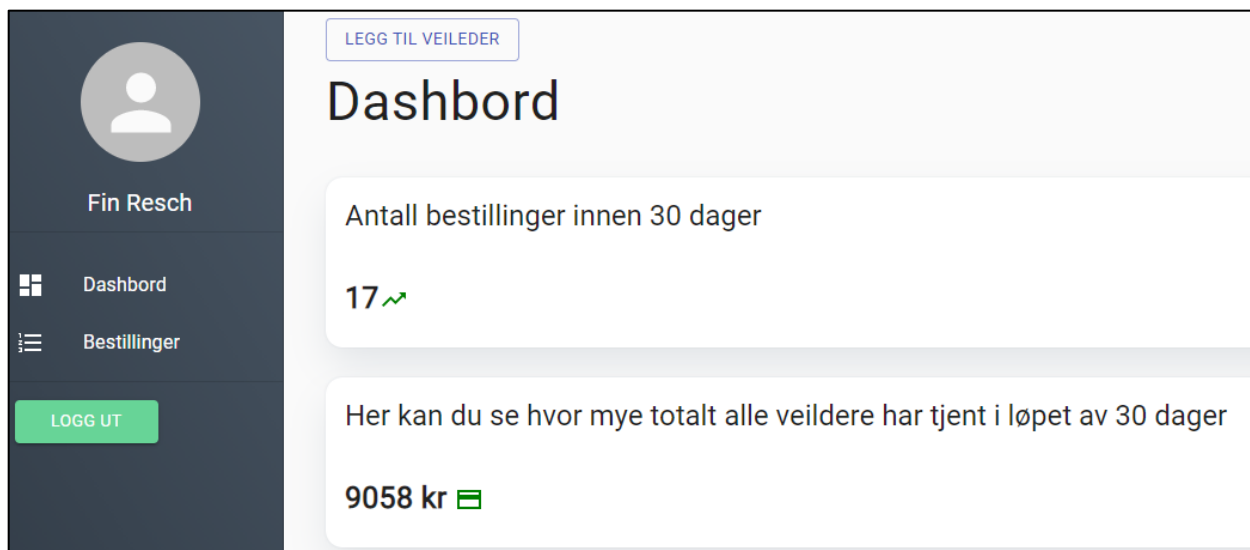 Fin Resch
Dashbord
Bestillinger
LOGG UT
LEGG TIL VEILEDER
Dashbord
Antall bestillinger innen 30 dager
17
Her kan du se hvor mye totalt alle veildere har tjent i løpet av 30 dager
9058 kr